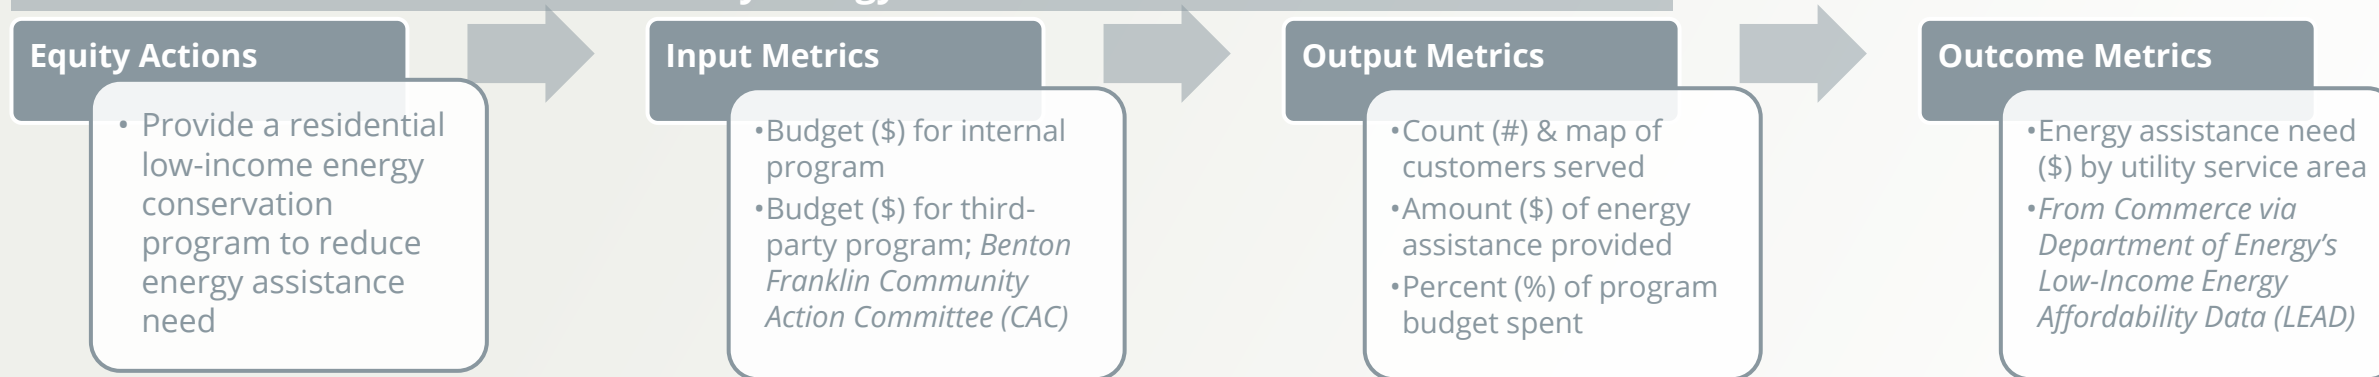 Equity Actions
• Provide a residential
low-income energy
conservation
program to reduce
energy assistance
need
Input Metrics
•Budget ($) for internal
program
•Budget ($) for third-
party program; Benton
Franklin Community
Action Committee (CAC)
Output Metrics
•Count (#) & map of
customers served
•Amount ($) of energy
assistance provided
•Percent (%) of program
budget spent
Outcome Metrics
•Energy assistance need
($) by utility service area
•From Commerce via
Department of Energy’s
Low-Income Energy
Affordability Data (LEAD)